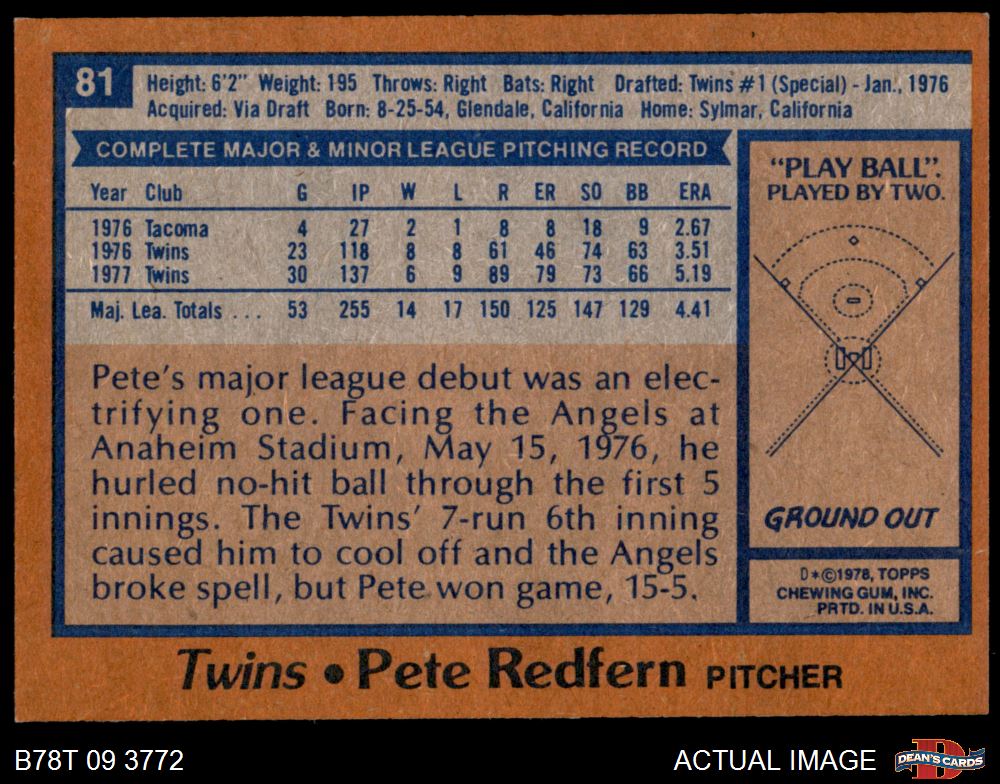 81
Height: 6'2" Weight: 195 Throws: Right Bats: Right Drafted: Twins #1 (Special) - Jan., 1976
Acquired: Via Draft Born: 8-25-54, Glendale, California Home: Sylmar, California
COMPLETE MAJOR & MINOR LEAGUE PITCHING RECORD
Year Club G IP W L R ER SO BB ERA
1976 Tacoma 4 27 2 1 8 8 18 9 2.67
1976 Twins 23 118 8 8 61 46 74 63 3.51
1977 Twins 30 137 6 9 89 79 73 66 5.19
Maj. Lea. Totals ... 53 255 14 17 150 125 147 129 4.41
Pete's major league debut was an elec-
trifying one. Facing the Angels at
Anaheim Stadium, May 15, 1976, he
hurled no-hit ball through the first 5
innings. The Twins' 7-run 6th inning
caused him to cool off and the Angels
broke spell, but Pete won game, 15-5.
"PLAY BALL".
PLAYED BY TWO.
GROUND OUT
D*©1978, TOPPS
CHEWING GUM, INC.
PRTD. IN U.S.A.
Twins • Pete Redfern PITCHER
B78T 09 3772
ACTUAL IMAGE
DEAN'S CARDS